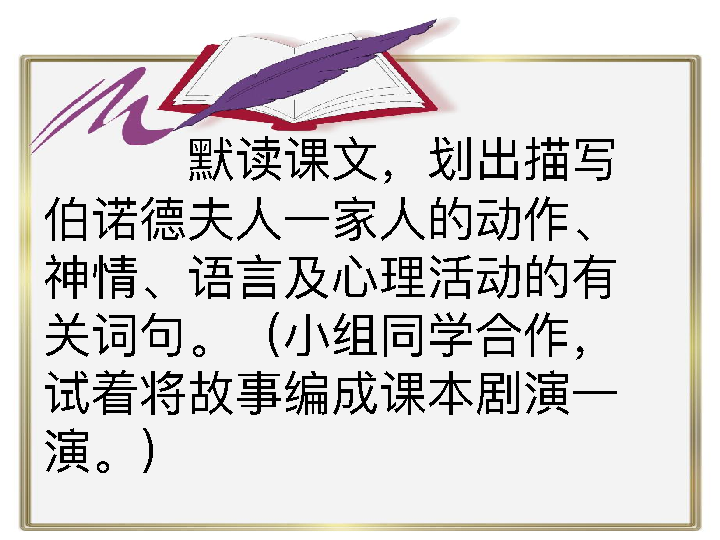 默读课文，划出描写
伯诺德夫人一家人的动作、
神情、语言及心理活动的有
关词句。（小组同学合作，
试着将故事编成课本剧演一
演。）